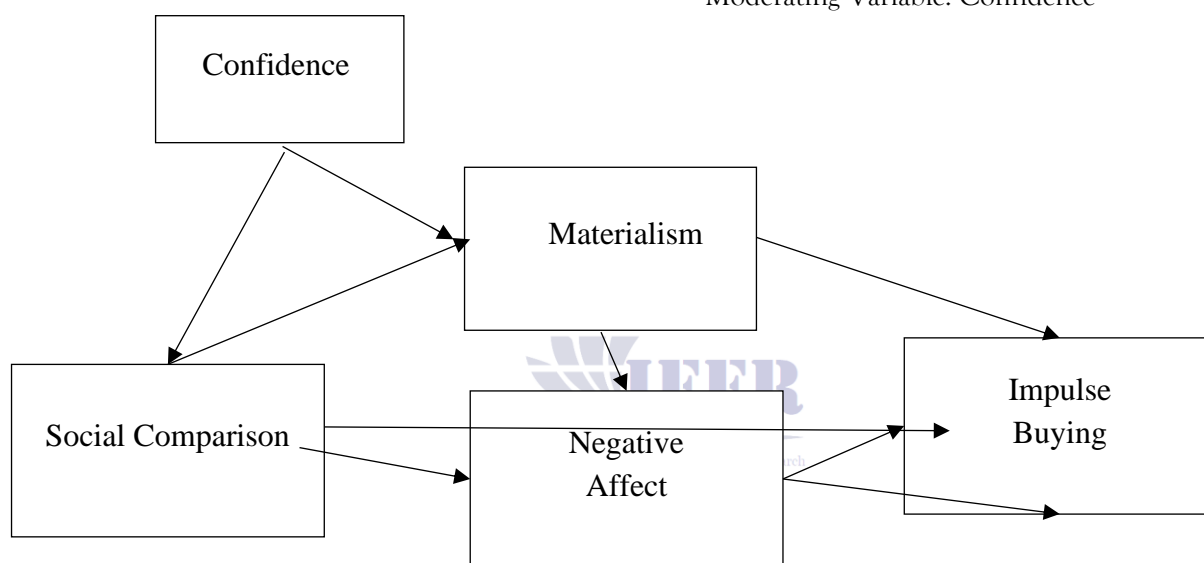 Moderating Variable: Confidence
Confidence
Materialism
Social Comparison
Negative
Affect
Impulse
Buying